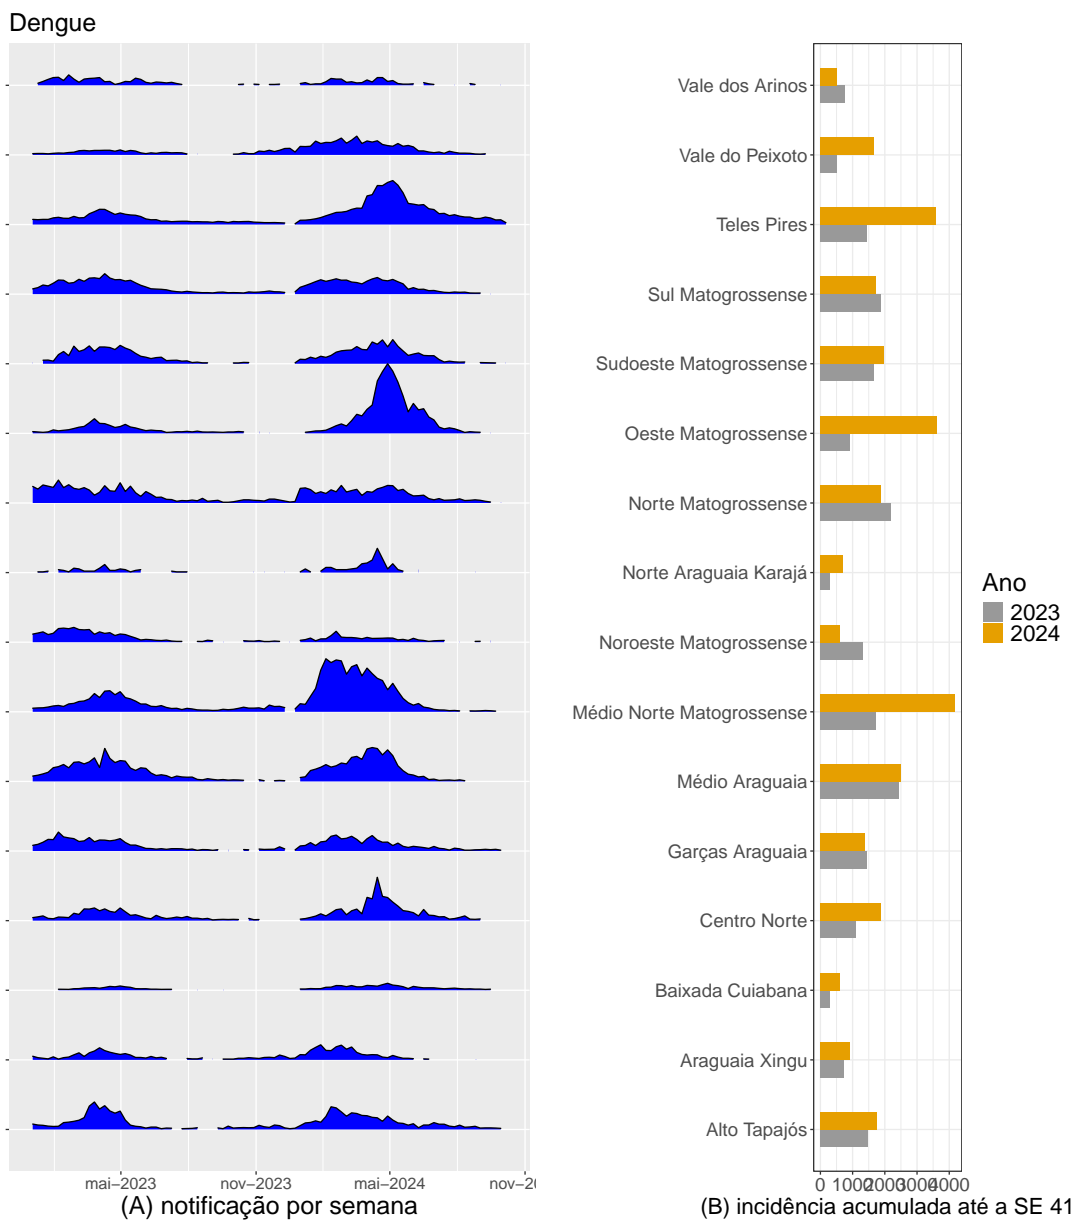 Dengue
Vale dos Arinos
Vale do Peixoto
Teles Pires
Sul Matogrossense
Sudoeste Matogrossense
Oeste Matogrossense
Norte Matogrossense
Norte Araguaia Karajá
Noroeste Matogrossense
Médio Norte Matogrossense
Médio Araguaia
Garças Araguaia
Centro Norte
Baixada Cuiabana
Araguaia Xingu
Alto Tapajós
Ano
2023
2024
mai–2023 nov–2023 mai–2024 nov–20
0 1000 2000 3000 4000
(A) notificação por semana
(B) incidência acumulada até a SE 41